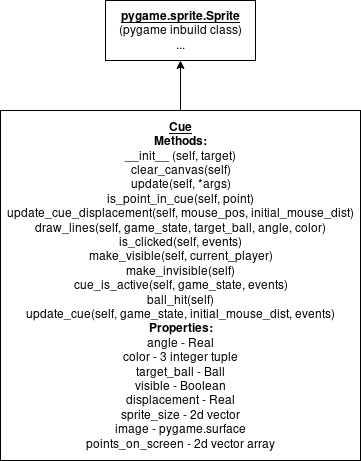 pygame.sprite.Sprite
(pygame inbuild class)
...
Cue
Methods:
__init__ (self, target)
clear_canvas(self)
update(self, *args)
is_point_in_cue(self, point)
update_cue_displacement(self, mouse_pos, initial_mouse_dist)
draw_lines(self, game_state, target_ball, angle, color)
is_clicked(self, events)
make_visible(self, current_player)
make_invisible(self)
cue_is_active(self, game_state, events)
ball_hit(self)
update_cue(self, game_state, initial_mouse_dist, events)
Properties:
angle - Real
color - 3 integer tuple
target_ball - Ball
visible - Boolean
displacement - Real
sprite_size - 2d vector
image - pygame.surface
points_on_screen - 2d vector array